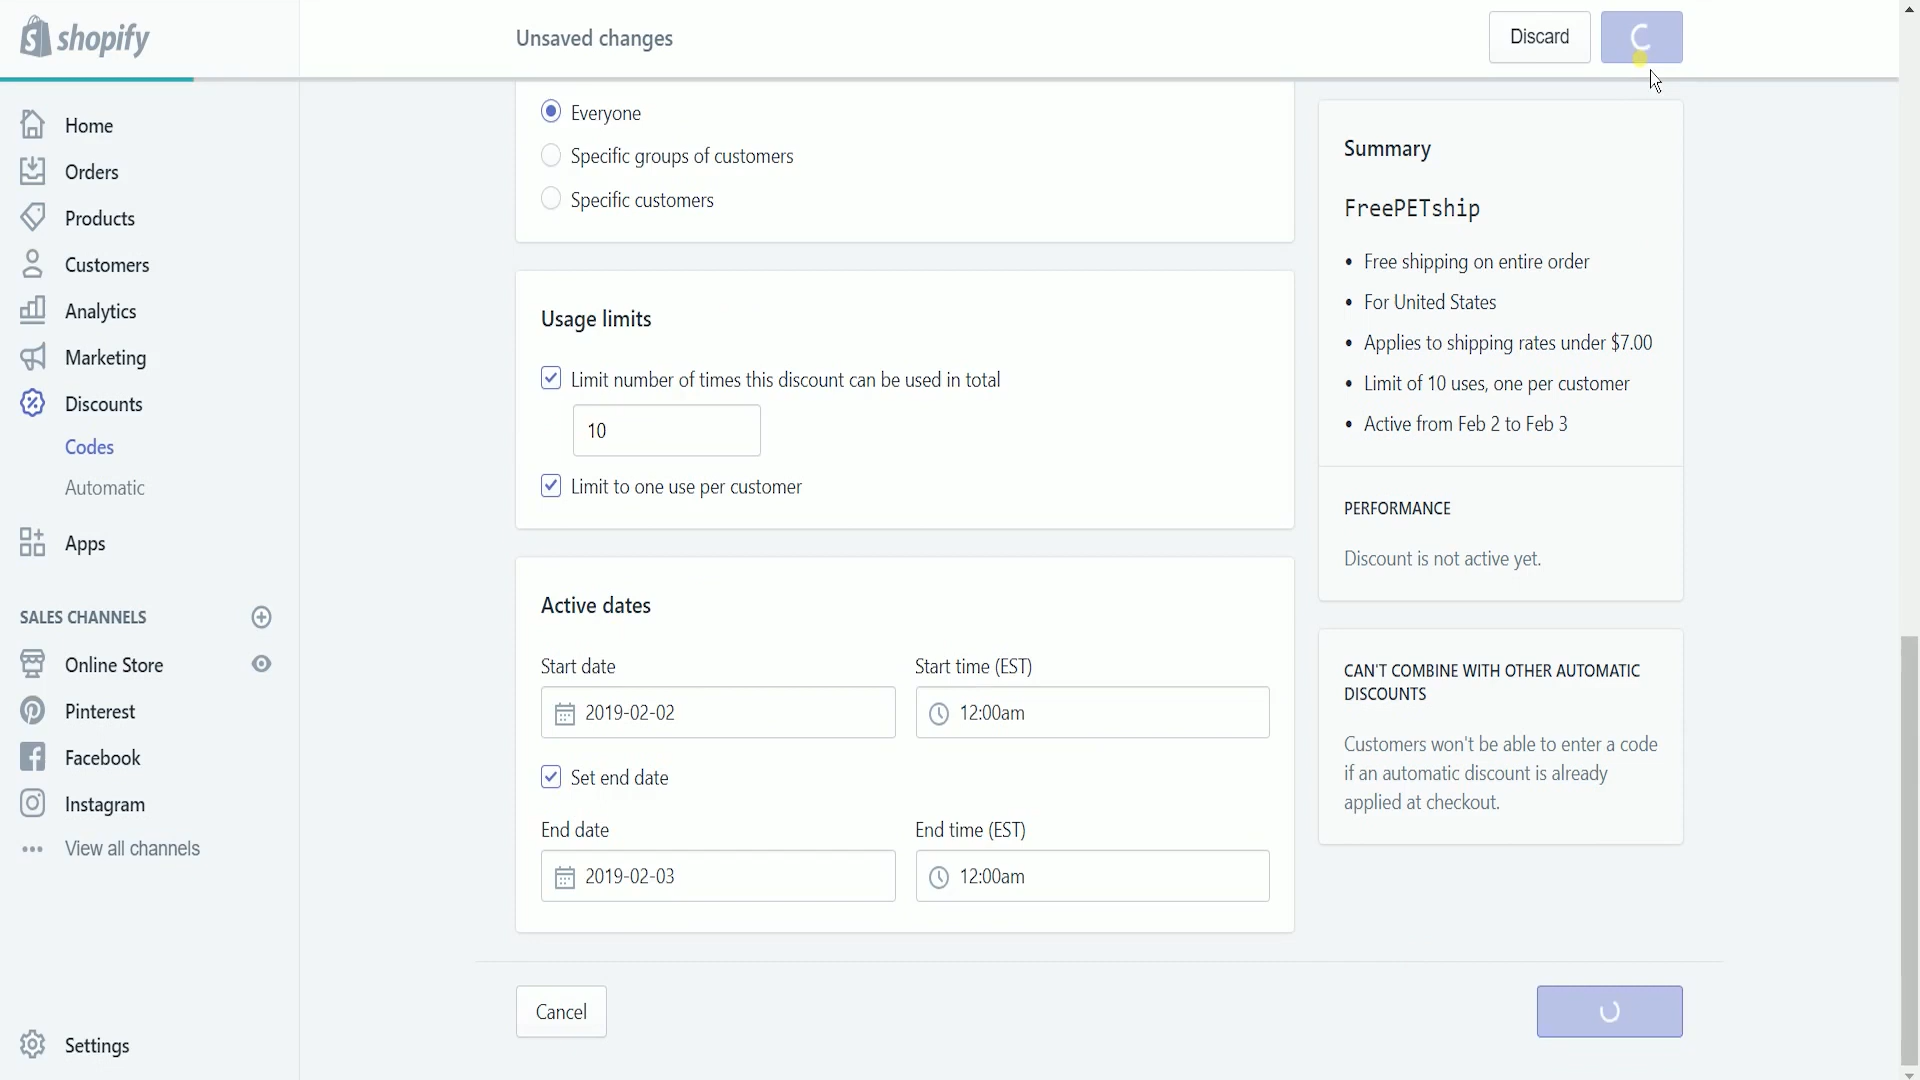 shopify
Unsaved changes
Discard
Home
Orders
Products
Customers
Analytics
Marketing
Discounts
Codes
Automatic
Apps
SALES CHANNELS
Online Store
Pinterest
Facebook
Instagram
View all channels
Settings
Everyone
Specific groups of customers
Specific customers
Usage limits
Limit number of times this discount can be used in total
10
Limit to one use per customer
Active dates
Start date
Start time (EST)
2019-02-02
12:00am
Set end date
End date
End time (EST)
2019-02-03
12:00am
Cancel
Summary
FreePETship
• Free shipping on entire order
• For United States
• Applies to shipping rates under $7.00
• Limit of 10 uses, one per customer
• Active from Feb 2 to Feb 3
PERFORMANCE
Discount is not active yet.
CAN'T COMBINE WITH OTHER AUTOMATIC
DISCOUNTS
Customers won't be able to enter a code
if an automatic discount is already
applied at checkout.